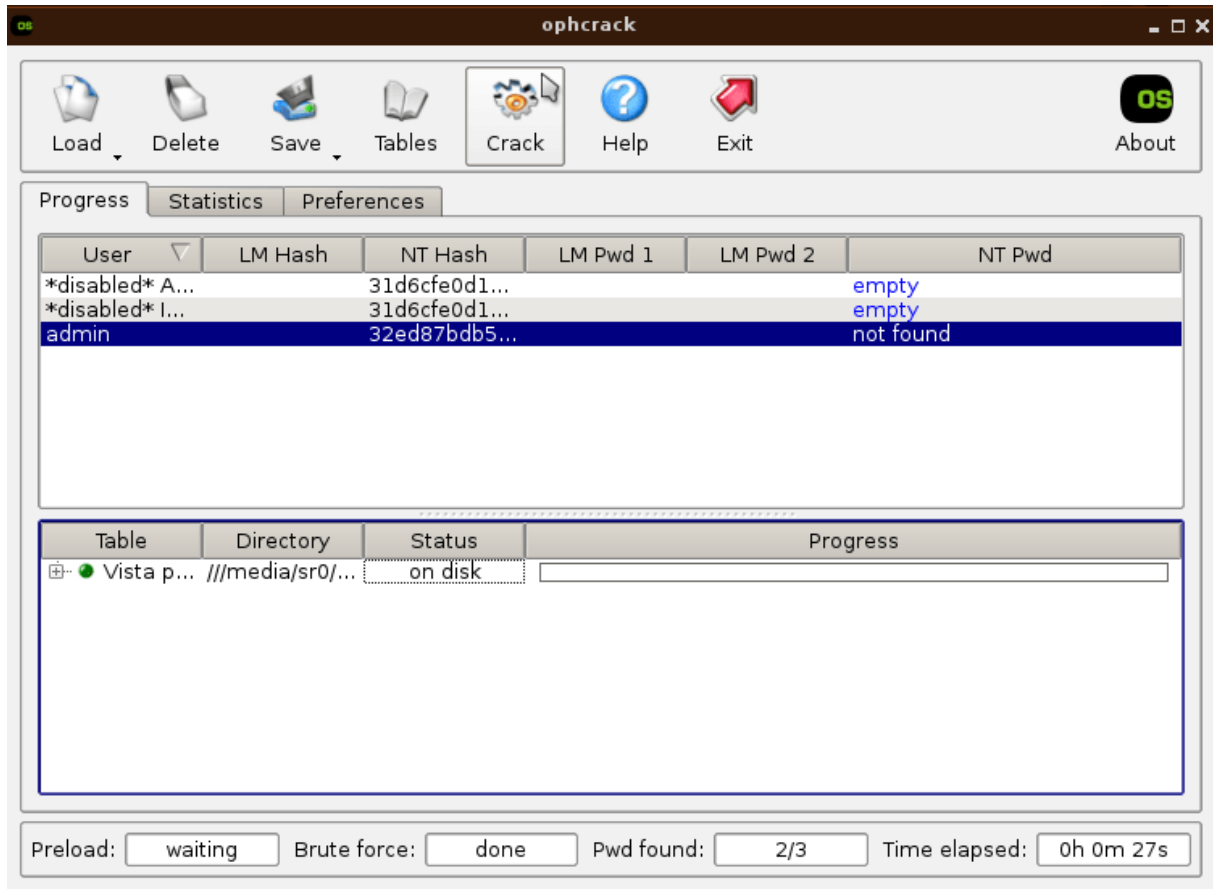 os ophcrack
Load Delete Save Tables Crack Help Exit OS About
Progress Statistics Preferences
User LM Hash NT Hash LM Pwd 1 LM Pwd 2 NT Pwd
*disabled* A... 31d6cfe0d1... empty
*disabled* I... 31d6cfe0d1... empty
admin 32ed87bdb5... not found
Table Directory Status Progress
Vista p... ///media/sr0/... on disk
Preload: waiting Brute force: done Pwd found: 2/3 Time elapsed: 0h 0m 27s